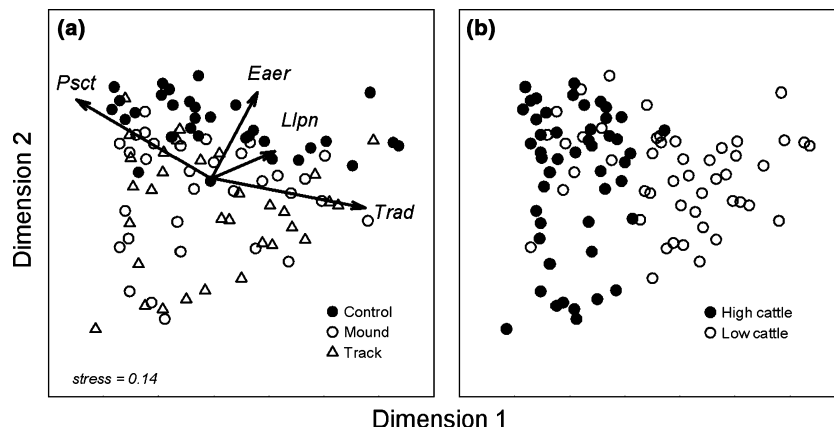 (a)
Psct
Eaer
Llpn
Trad
Control
Mound
Track
stress = 0.14
(b)
High cattle
Low cattle
Dimension 2
Dimension 1